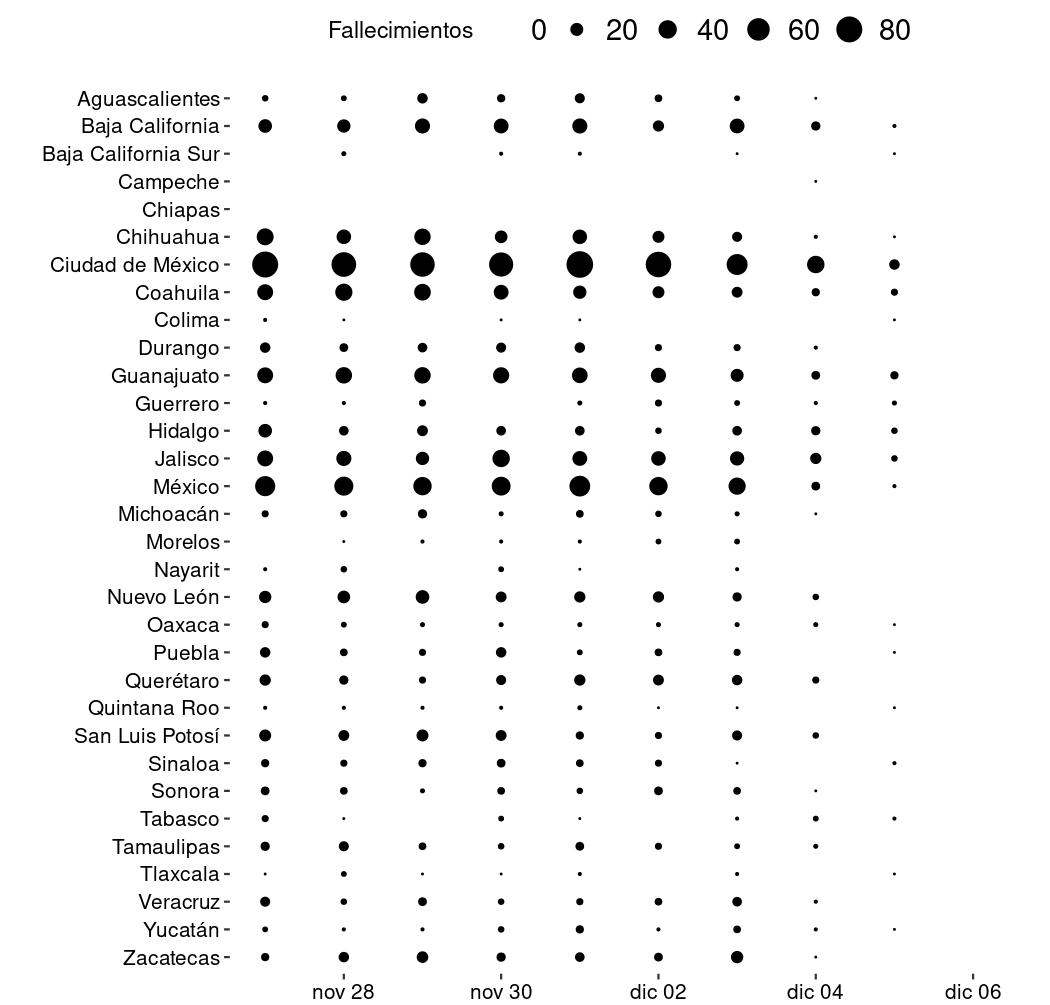 Fallecimientos 0 20 40 60 80
Aguascalientes
Baja California
Baja California Sur
Campeche
Chiapas
Chihuahua
Ciudad de México
Coahuila
Colima
Durango
Guanajuato
Guerrero
Hidalgo
Jalisco
México
Michoacán
Morelos
Nayarit
Nuevo León
Oaxaca
Puebla
Querétaro
Quintana Roo
San Luis Potosí
Sinaloa
Sonora
Tabasco
Tamaulipas
Tlaxcala
Veracruz
Yucatán
Zacatecas
nov 28 nov 30 dic 02 dic 04 dic 06